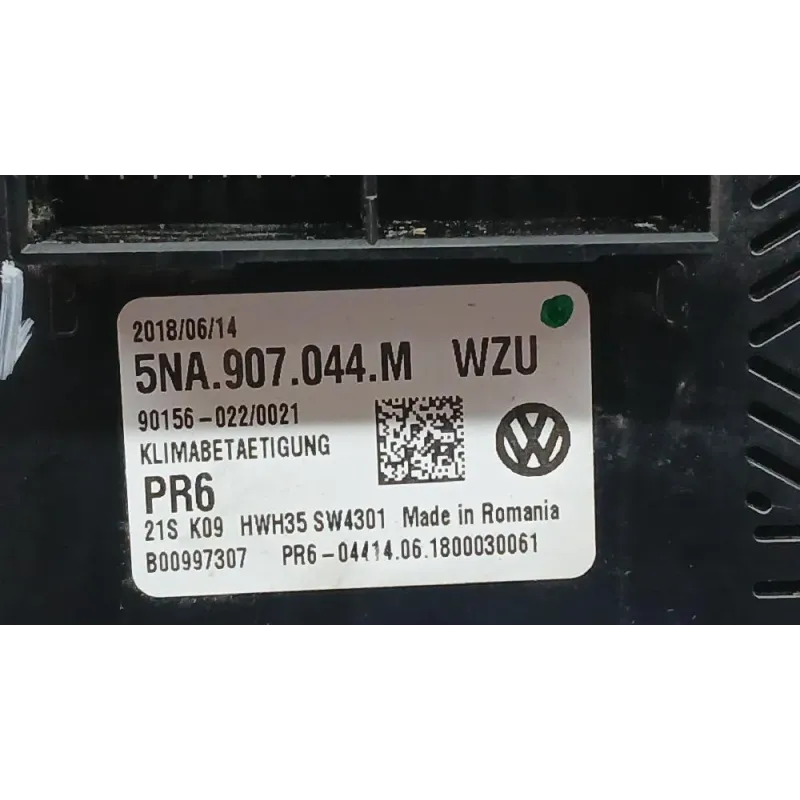 2018/06/14
5NA.907.044.M WZU
90156-022/0021
KLIMABETAETIGUNG
PR6
21S K09 HWH35 SW4301 Made in Romania
B00997307 PR6-04414.06.1800030061